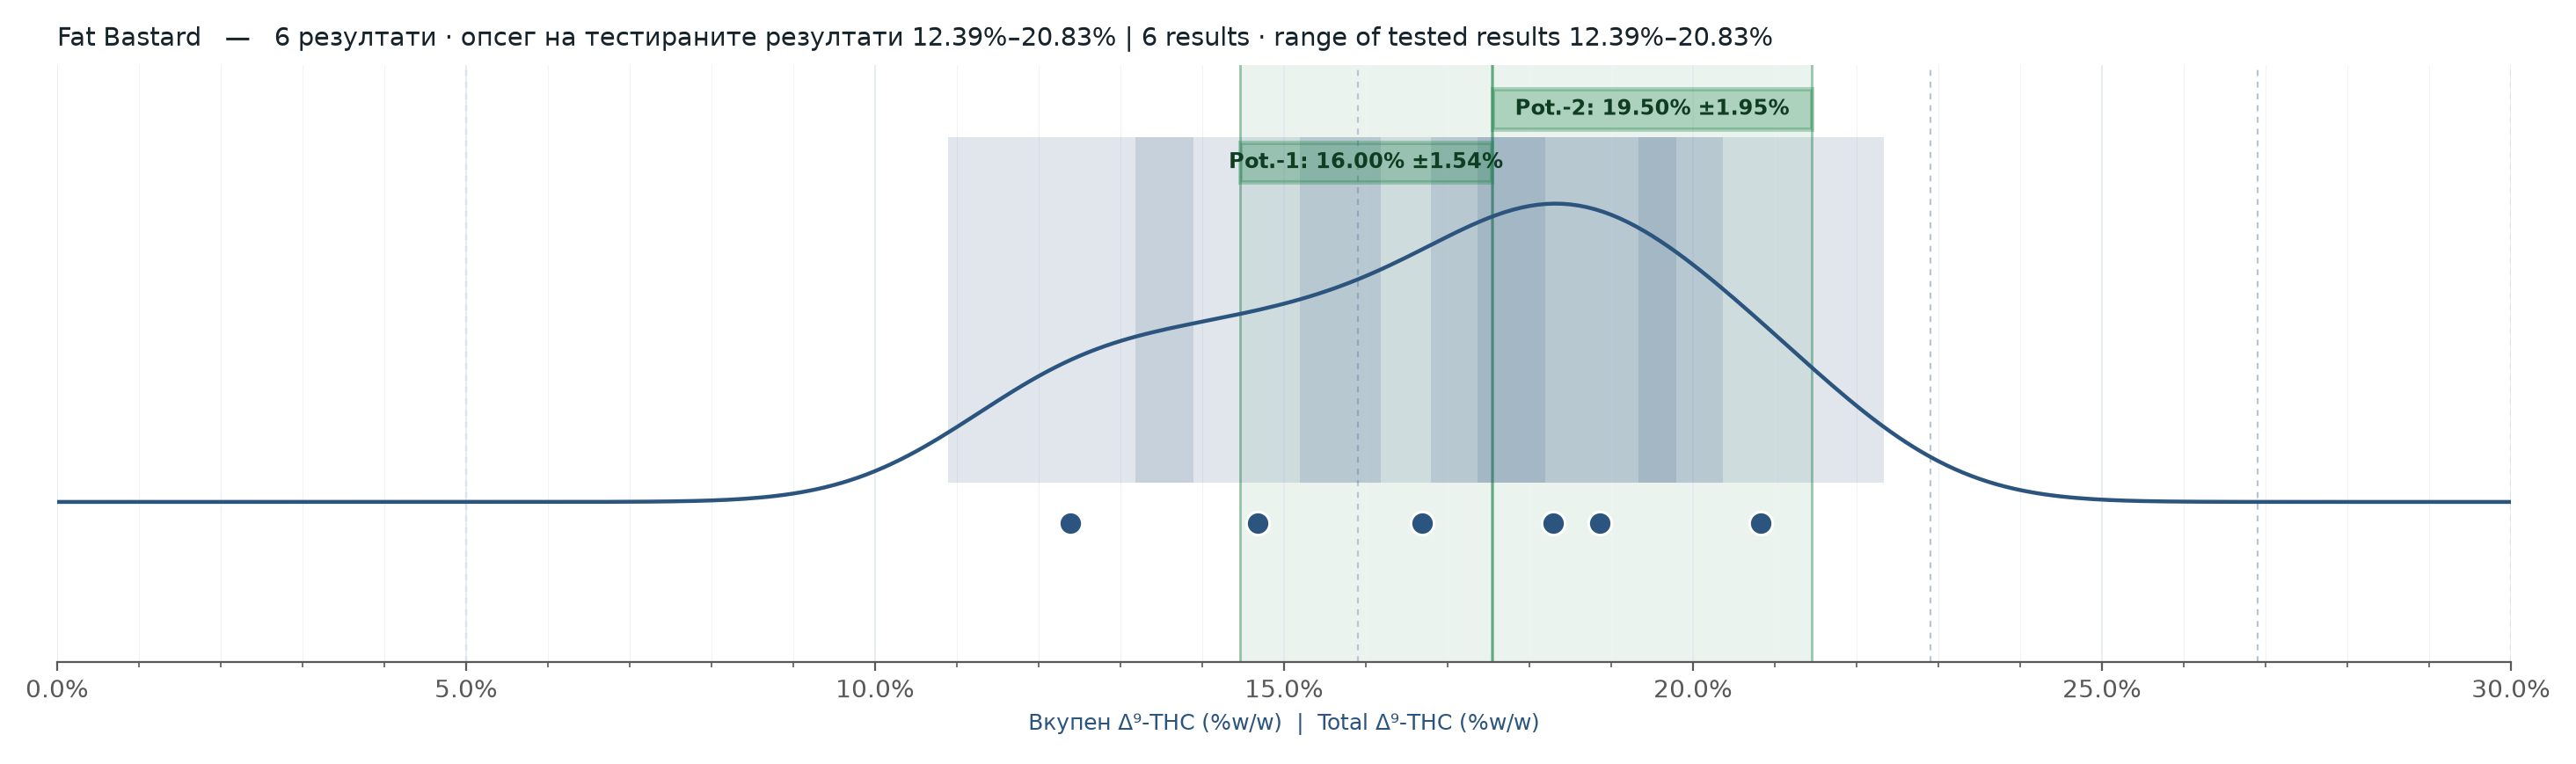 Fat Bastard — 6 резултати · опсег на тестираните резултати 12.39%–20.83% | 6 results · range of tested results 12.39%–20.83%
Pot.-2: 19.50% ±1.95%
Pot.-1: 16.00% ±1.54%
0.0% 5.0% 10.0% 15.0% 20.0% 25.0% 30.0%
Вкупен Δ⁹-THC (%w/w) | Total Δ⁹-THC (%w/w)